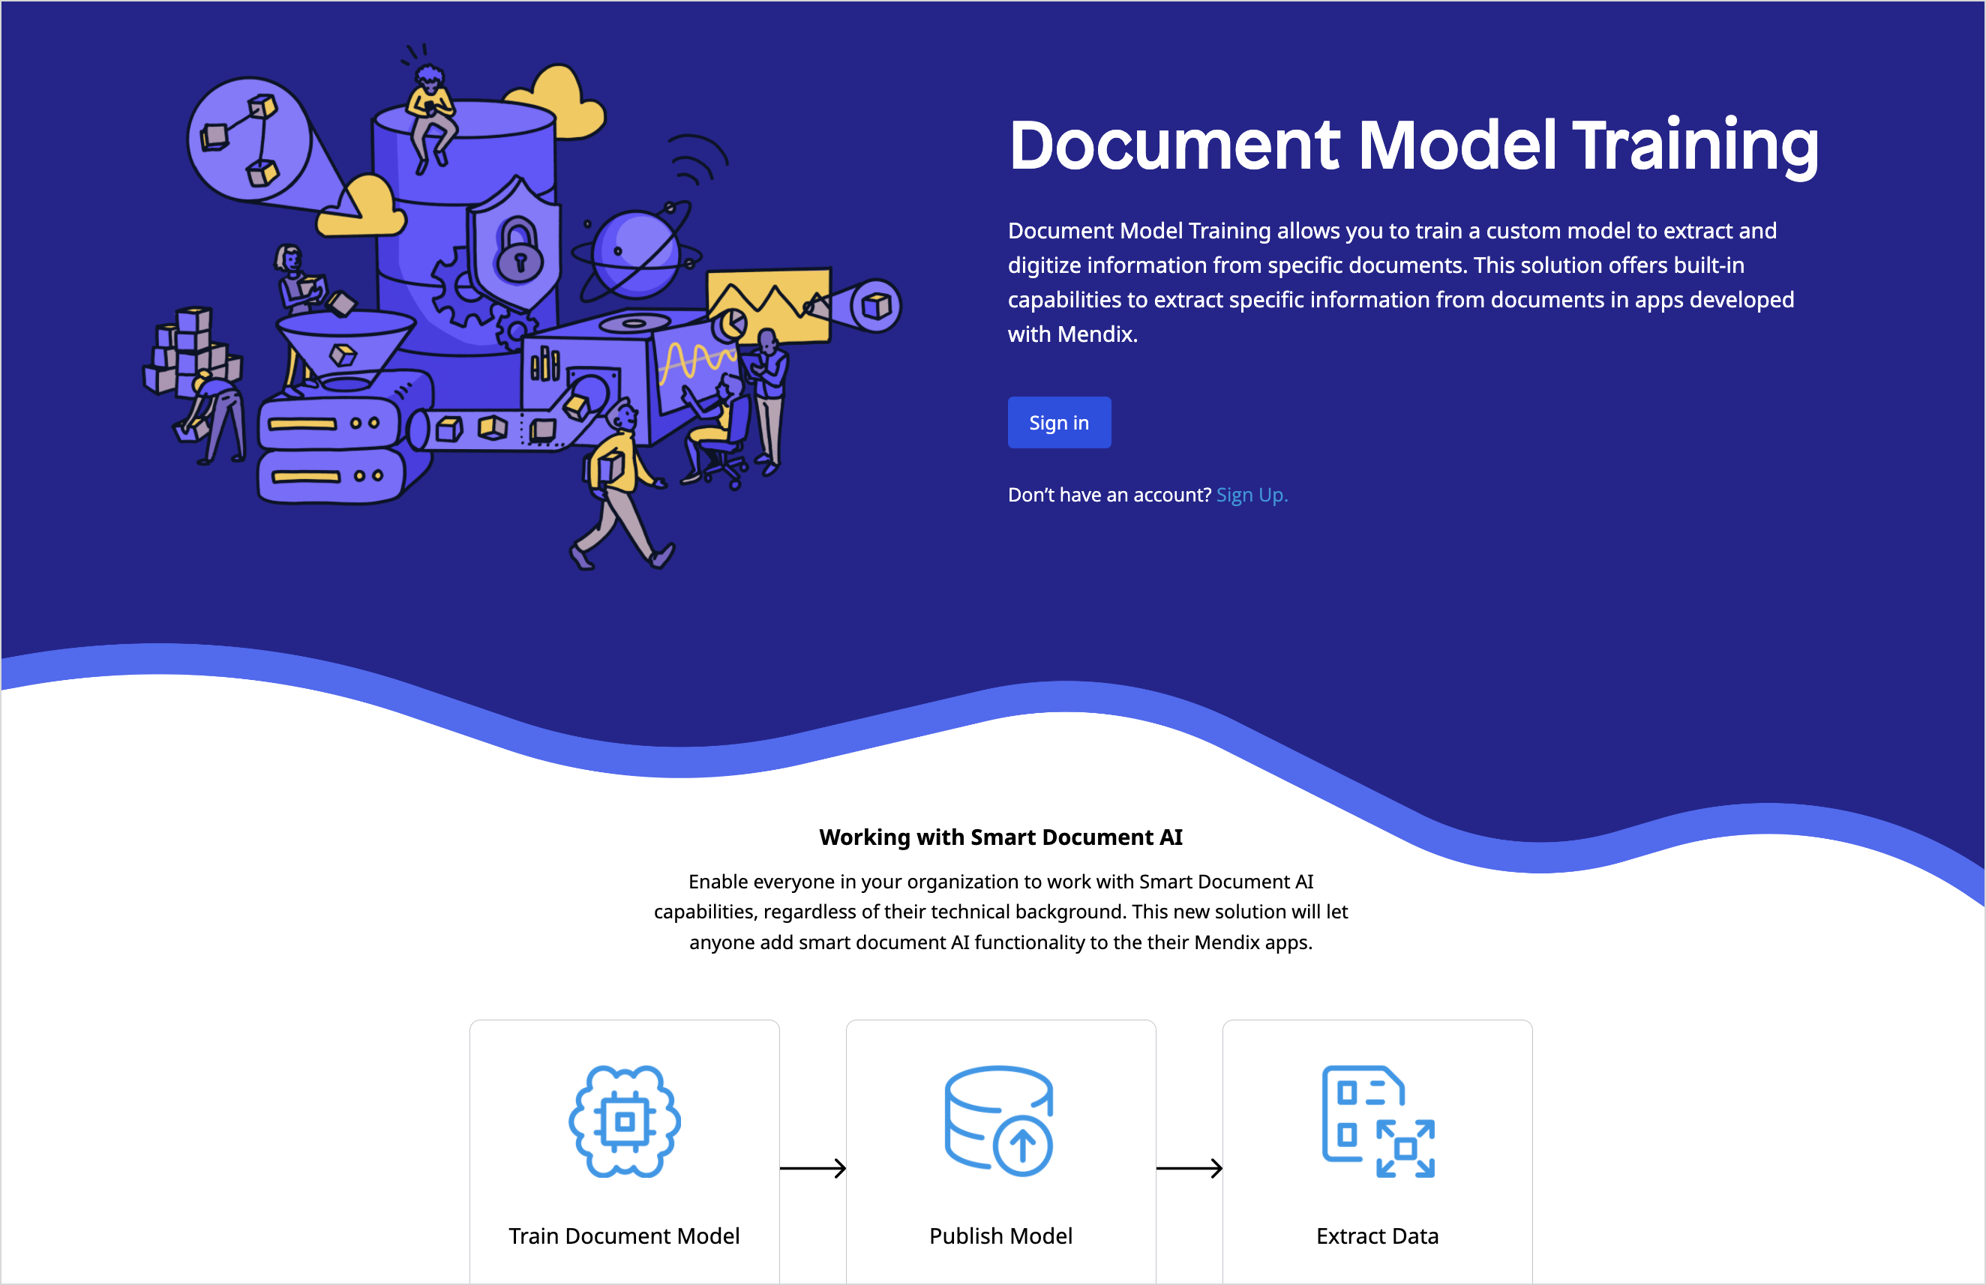 Document Model Training
Document Model Training allows you to train a custom model to extract and
digitize information from specific documents. This solution offers built-in
capabilities to extract specific information from documents in apps developed
with Mendix.
Sign in
Don’t have an account? Sign Up.
Working with Smart Document AI
Enable everyone in your organization to work with Smart Document AI
capabilities, regardless of their technical background. This new solution will let
anyone add smart document AI functionality to the their Mendix apps.
Train Document Model
Publish Model
Extract Data